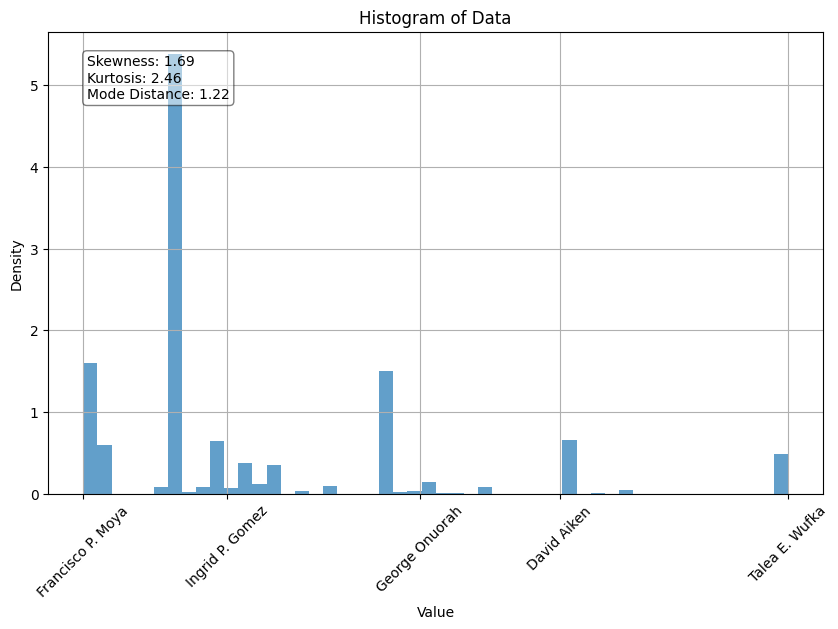 Histogram of Data
Skewness: 1.69
Kurtosis: 2.46
Mode Distance: 1.22
Density
5
4
3
2
1
0
Francisco P. Moya
Ingrid P. Gomez
George Onuorah
David Aiken
Talea E. Wufka
Value